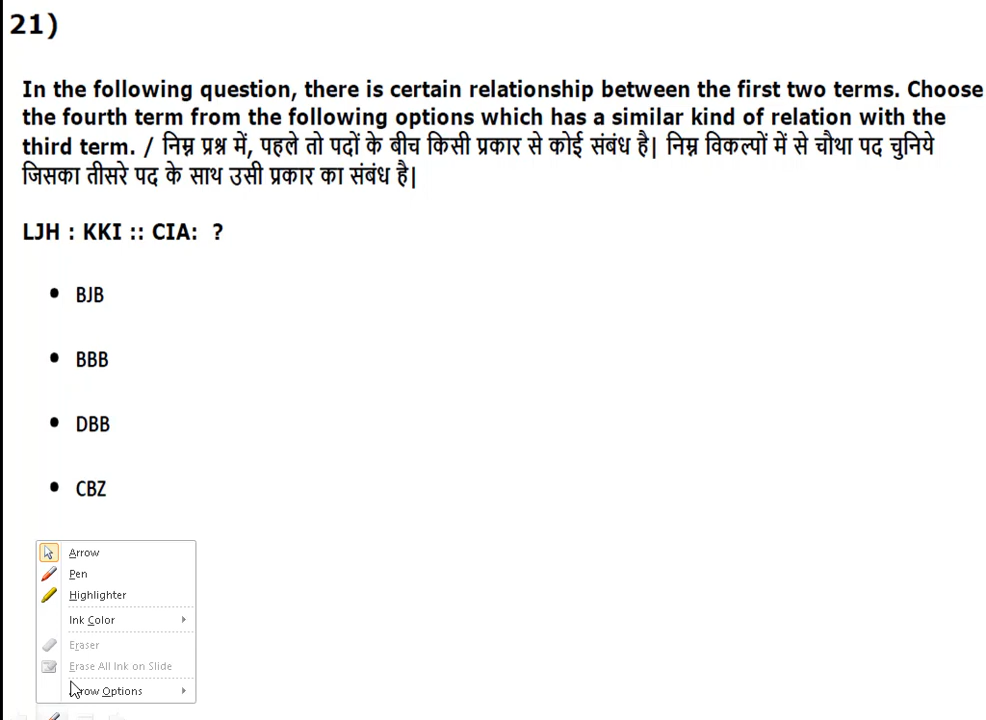 21)
In the following question, there is certain relationship between the first two terms. Choose
the fourth term from the following options which has a similar kind of relation with the
third term. / निम्न प्रश्न में, पहले तो पदों के बीच किसी प्रकार से कोई संबंध है| निम्न विकल्पों में से चौथा पद चुनिये
जिसका तीसरे पद के साथ उसी प्रकार का संबंध है|
LJH : KKI :: CIA: ?
• BJB
• BBB
• DBB
• CBZ
Arrow
Pen
Highlighter
Ink Color
Eraser
Erase All Ink on Slide
Options